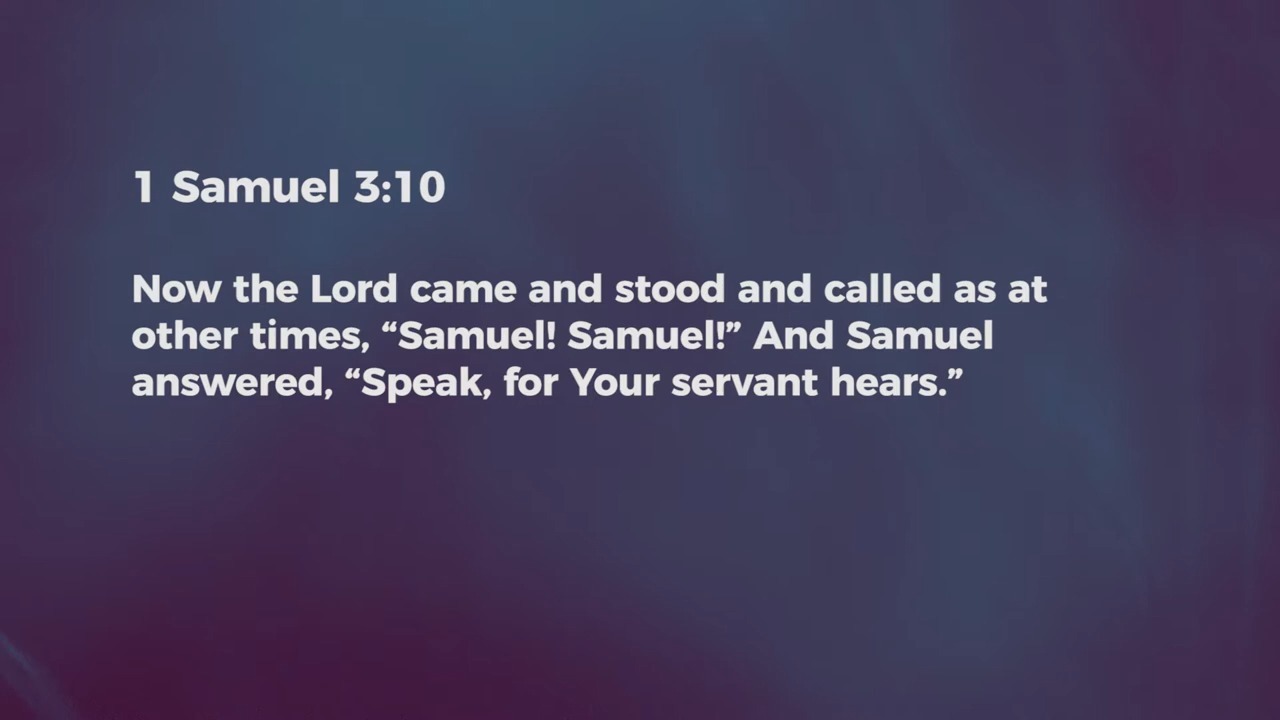 1 Samuel 3:10
Now the Lord came and stood and called as at
other times, “Samuel! Samuel!” And Samuel
answered, “Speak, for Your servant hears.”